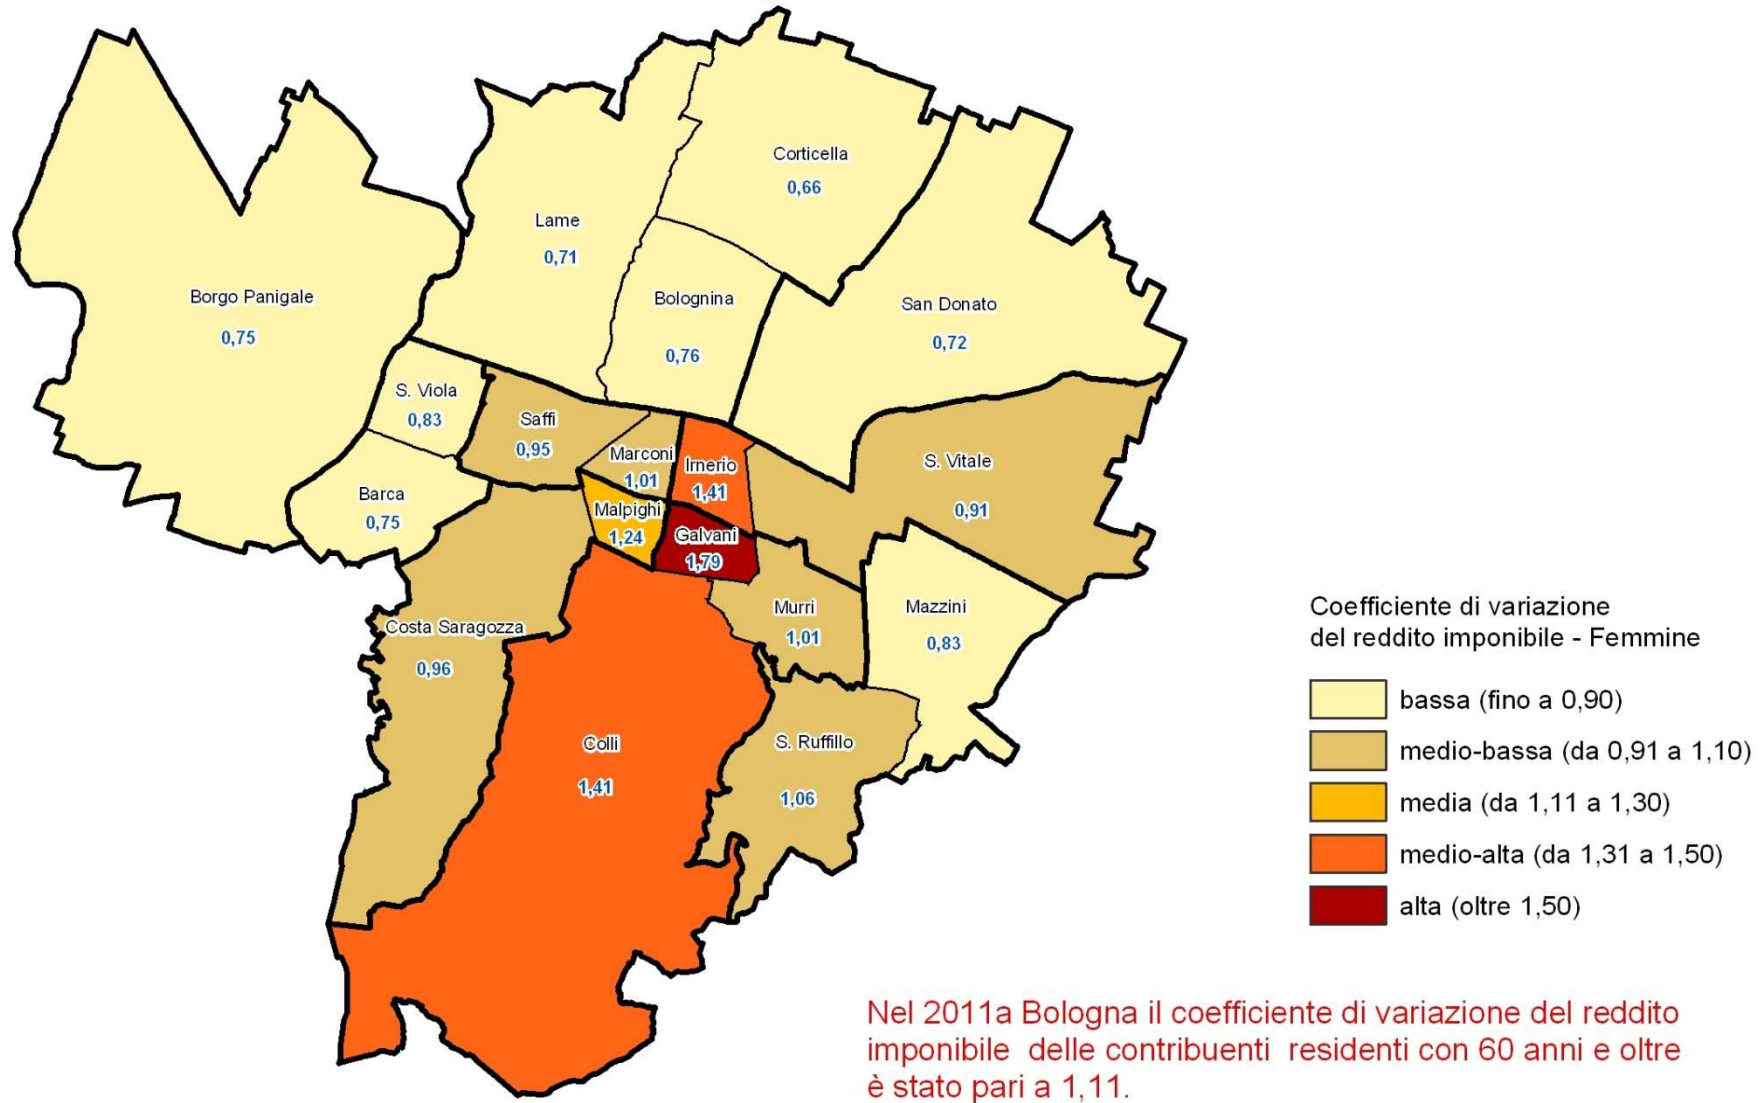 Corticella
0,66
Lame
0,71
Borgo Panigale
0,75
Bolognina
0,76
San Donato
0,72
S. Viola
0,83
Saffi
0,95
Marconi
1,01
Irnerio
1,41
S. Vitale
0,91
Barca
0,75
Malpighi
1,24
Galvani
1,79
Murri
1,01
Mazzini
0,83
Costa Saragozza
0,96
Colli
1,41
S. Ruffillo
1,06
Coefficiente di variazione
del reddito imponibile - Femmine
bassa (fino a 0,90)
medio-bassa (da 0,91 a 1,10)
media (da 1,11 a 1,30)
medio-alta (da 1,31 a 1,50)
alta (oltre 1,50)
Nel 2011a Bologna il coefficiente di variazione del reddito
imponibile delle contribuenti residenti con 60 anni e oltre
è stato pari a 1,11.